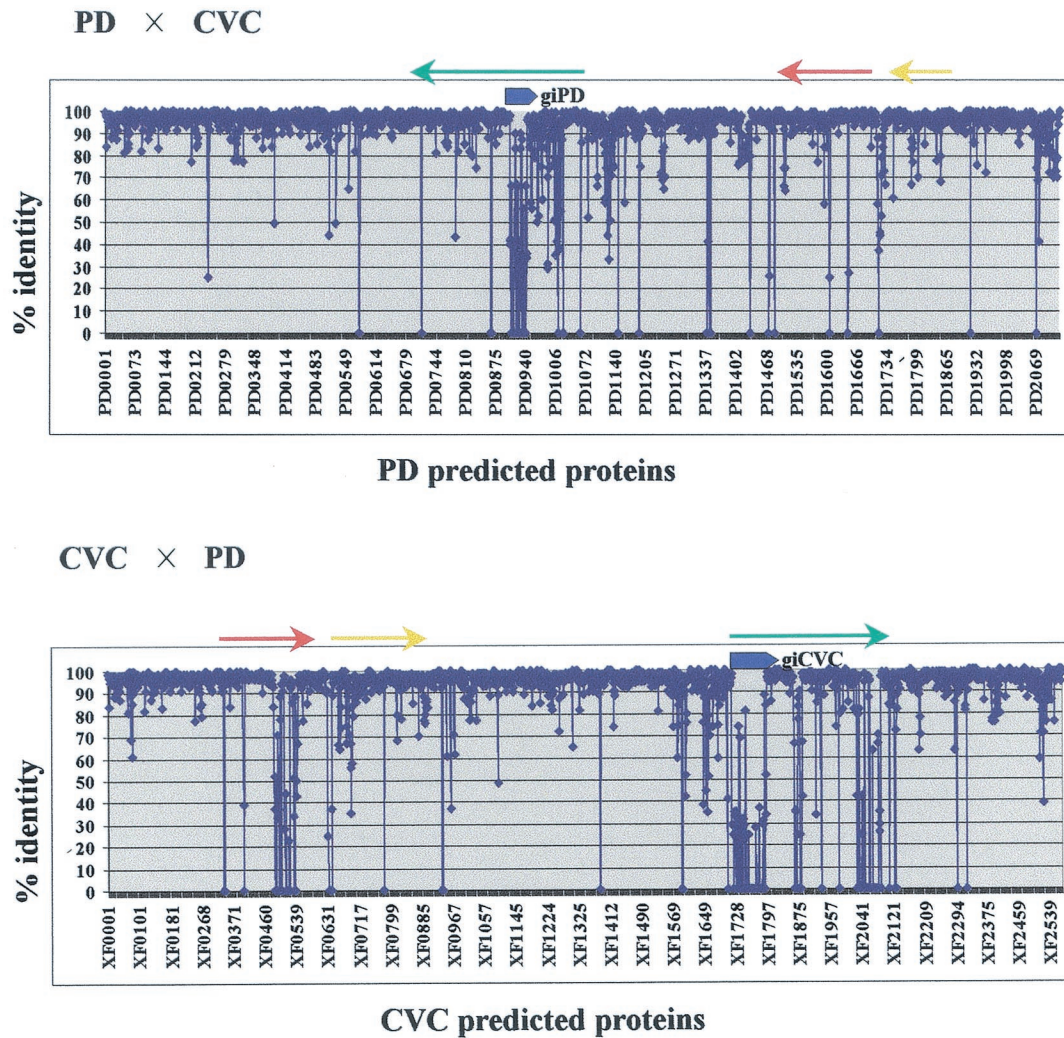 PD × CVC
giPD
100
90
80
70
60
50
40
30
20
10
0
% identity
PD0001
PD0073
PD0144
PD0212
PD0279
PD0348
PD0414
PD0483
PD0549
PD0614
PD0679
PD0744
PD0810
PD0875
PD0940
PD1006
PD1072
PD1140
PD1205
PD1271
PD1337
PD1402
PD1468
PD1535
PD1600
PD1666
PD1734
PD1799
PD1865
PD1932
PD1998
PD2069
PD predicted proteins
CVC × PD
giCVC
100
90
80
70
60
50
40
30
20
10
0
% identity
XF0001
XF0101
XF0181
XF0268
XF0371
XF0460
XF0539
XF0631
XF0717
XF0799
XF0885
XF0967
XF1057
XF1145
XF1224
XF1325
XF1412
XF1490
XF1569
XF1649
XF1728
XF1797
XF1875
XF1957
XF2041
XF2121
XF2209
XF2294
XF2375
XF2459
XF2539
CVC predicted proteins